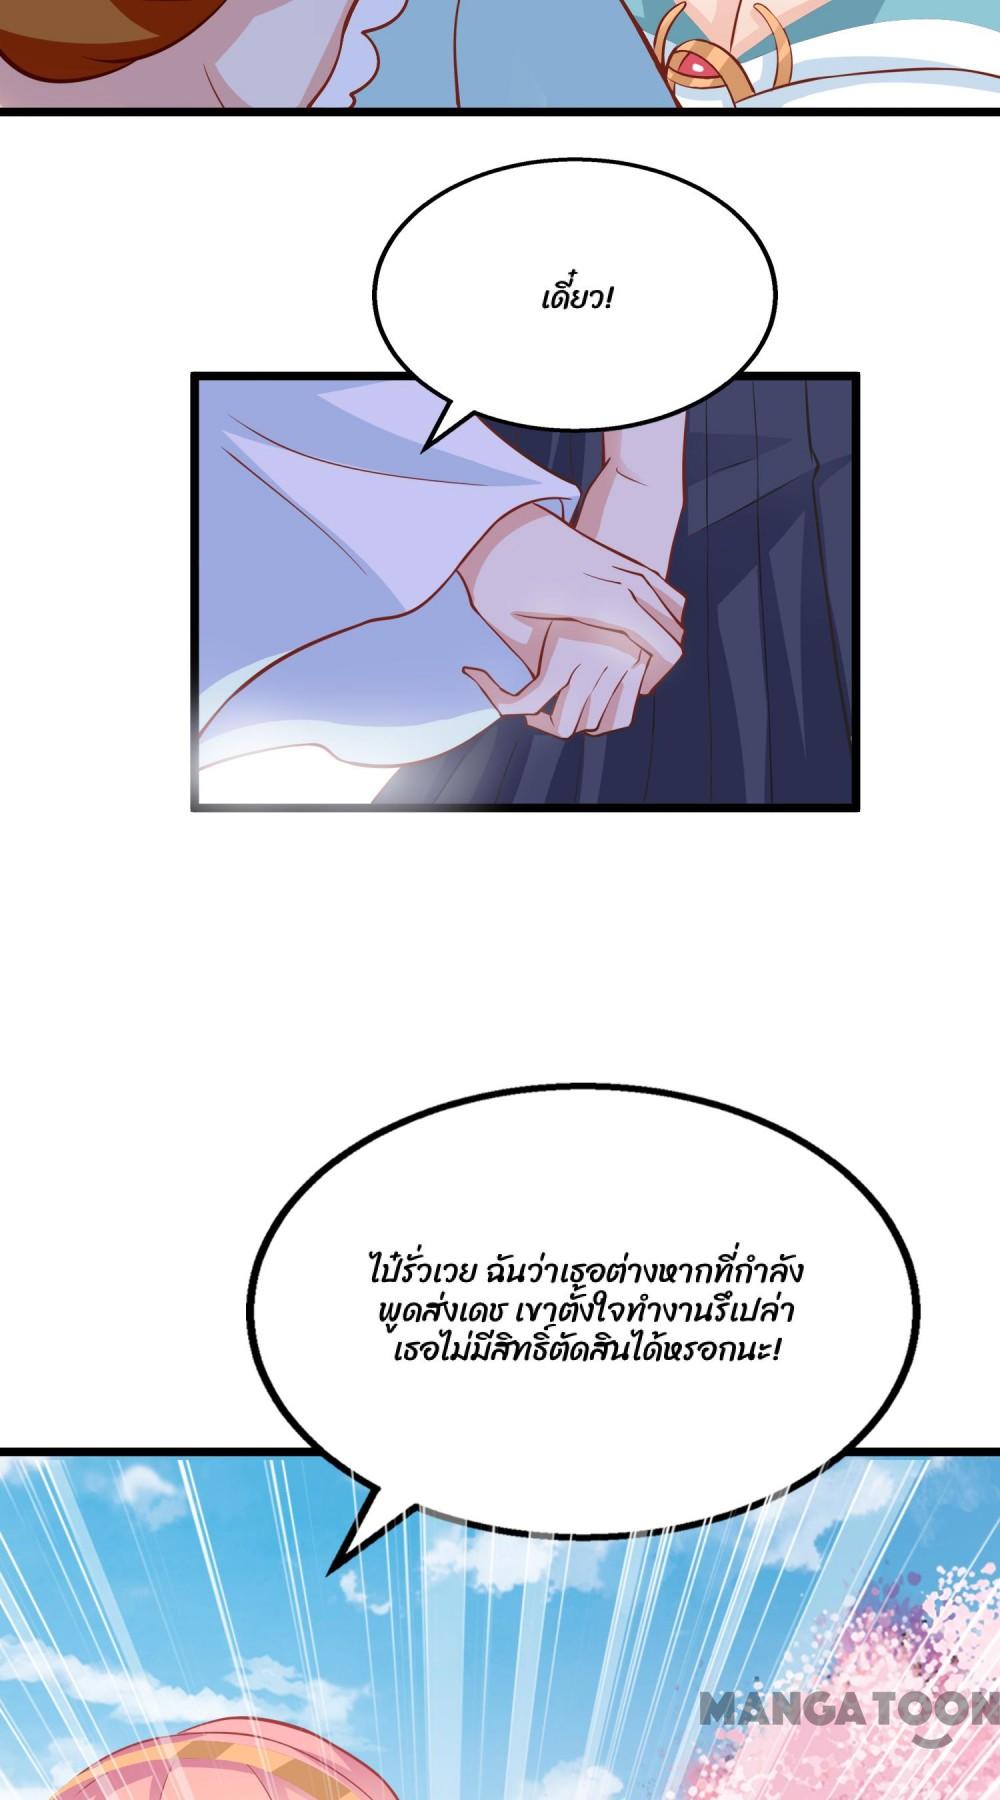 เดี๋ยว!
ไป๋รั่วเวย ฉันว่าเธอต่างหากที่กำลัง
พูดส่งเดช เขาตั้งใจทำงานรึเปล่า
เธอไม่มีสิทธิ์ตัดสินได้หรอกนะ!
MANGATOON